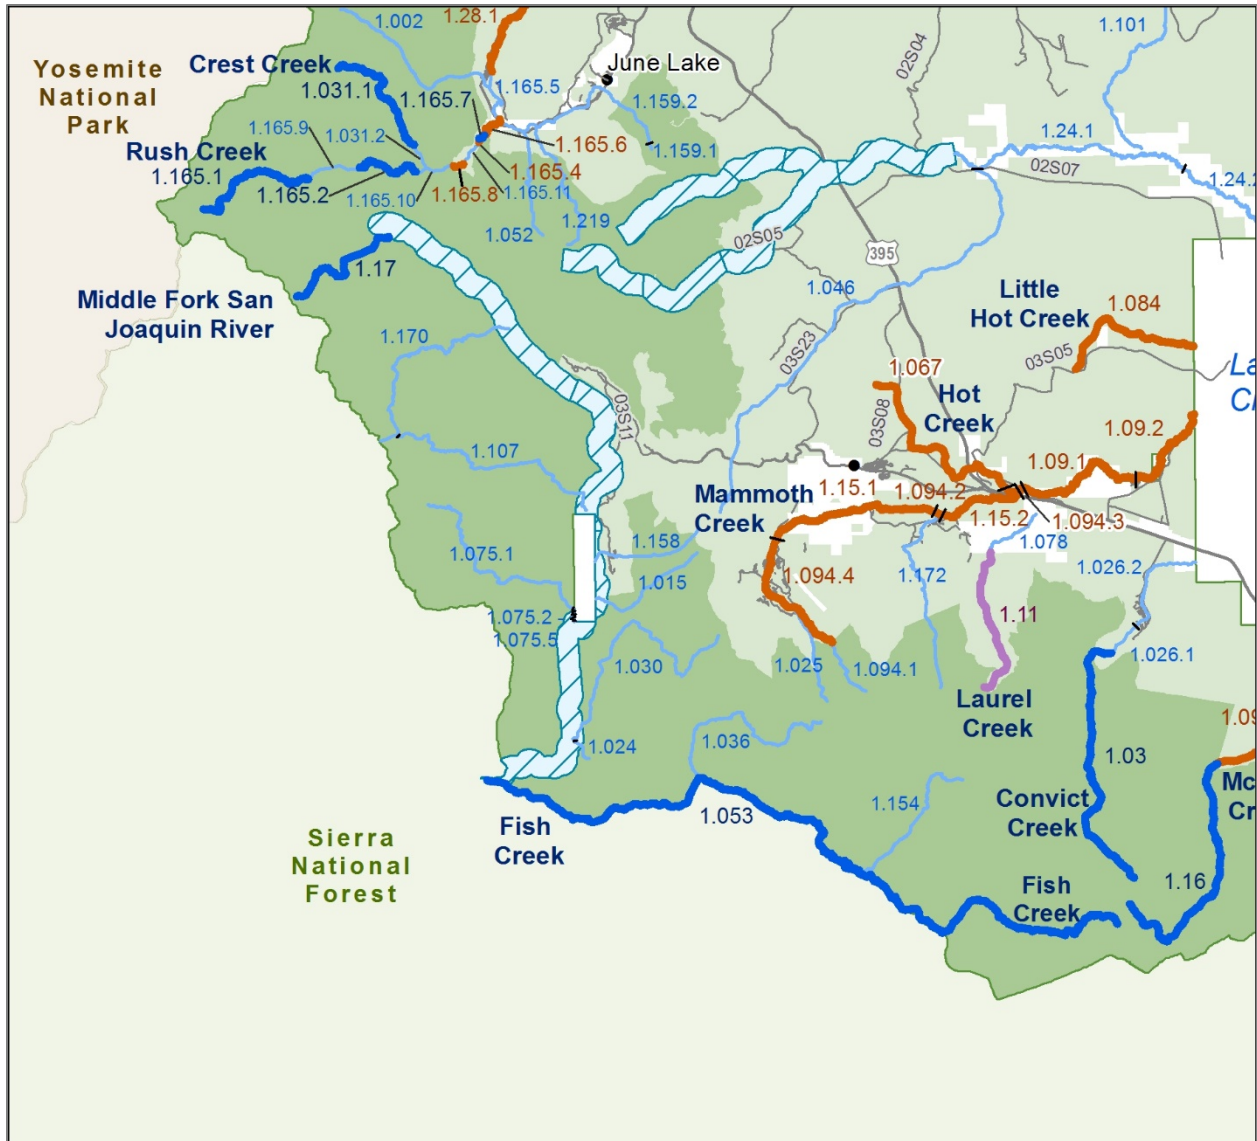 1.002
1.28.1
1.101
02S04
June Lake
Yosemite
National
Park
Crest Creek
1.031.1
1.165.7
1.165.5
1.159.2
1.24.1
1.165.9
1.031.2
1.165.6
1.159.1
02S07
Rush Creek
1.165.1
1.165.2
1.165.10
1.165.8
1.165.4
1.165.11
1.052
1.219
02S05
395
1.17
Middle Fork San
Joaquin River
1.046
Little
Hot Creek
1.084
1.170
03S23
03S05
1.067
Hot
Creek
03S11
03S08
1.09.2
1.107
1.09.1
Mammoth
Creek
1.15.1
1.094.2
1.15.2
1.094.3
1.078
1.075.1
1.158
1.015
1.094.4
1.172
1.026.2
1.11
1.075.2
1.075.5
1.030
1.025
1.094.1
1.026.1
Laurel
Creek
1.024
1.036
1.03
1.053
1.154
Convict
Creek
Fish
Creek
Sierra
National
Forest
Fish
Creek
1.16